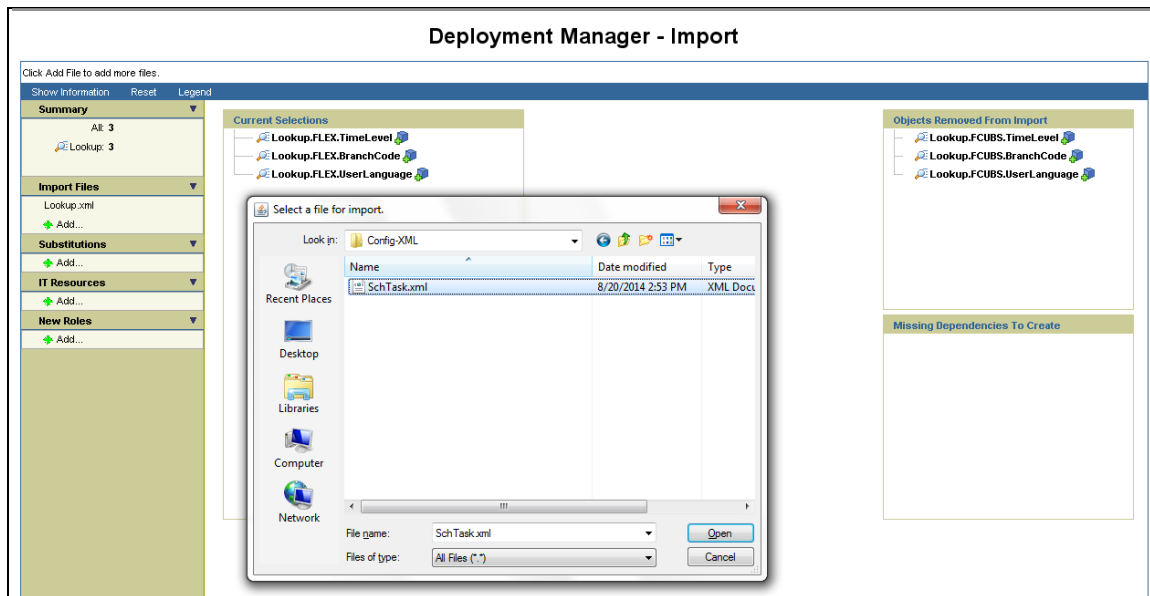 Deployment Manager - Import
Click Add File to add more files.
Show Information Reset Legend
Summary
All: 3
Lookup: 3
Import Files
Lookup.xml
Add...
Substitutions
Add...
IT Resources
Add...
New Roles
Add...
Current Selections
Lookup.FLEX.TimeLevel
Lookup.FLEX.BranchCode
Lookup.FLEX.UserLanguage
Objects Removed From Import
Lookup.FCUBS.TimeLevel
Lookup.FCUBS.BranchCode
Lookup.FCUBS.UserLanguage
Missing Dependencies To Create
Select a file for import.
Look in: Config-XML
Recent Places
Desktop
Libraries
Computer
Network
Name Date modified Type
SchTask.xml 8/20/2014 2:53 PM XML Docu
File name: SchTask.xml Open
Files of type: All Files (*.*) Cancel